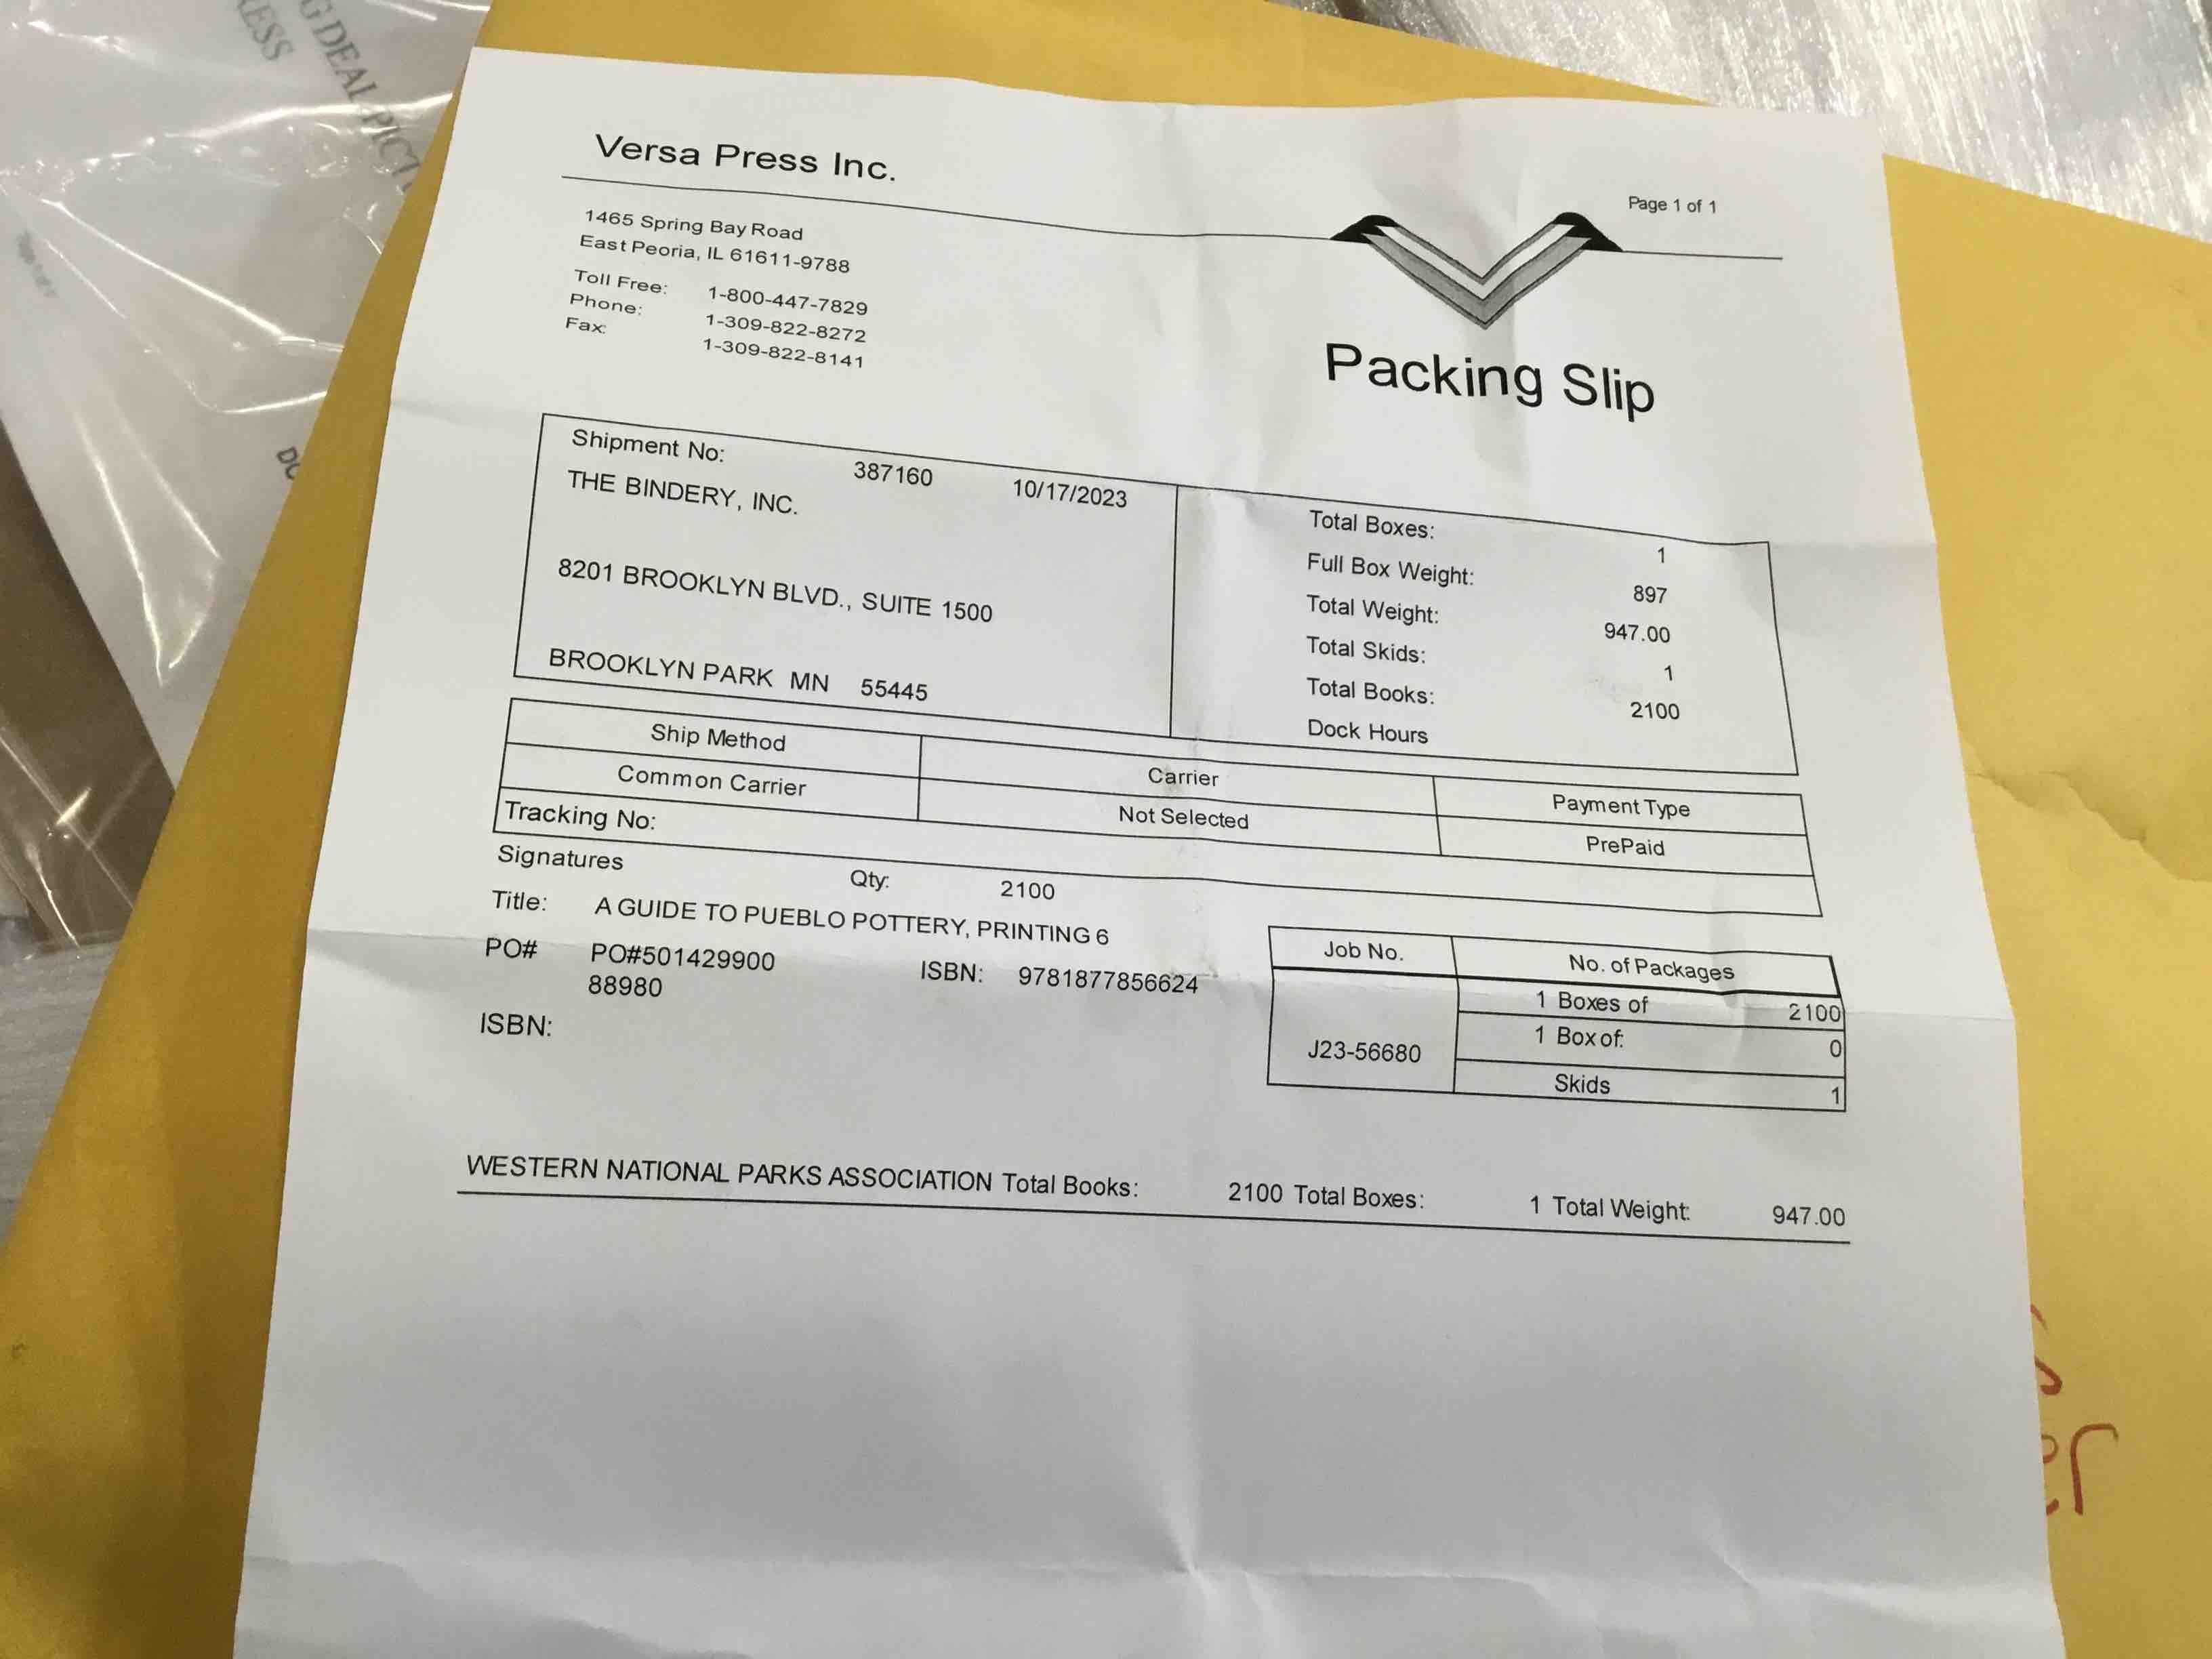 Versa Press Inc.
Page 1 of 1
1465 Spring Bay Road
East Peoria, IL 61611-9788
Toll Free: 1-800-447-7829
Phone: 1-309-822-8272
Fax: 1-309-822-8141
Packing Slip
Shipment No: 387160 10/17/2023
THE BINDERY, INC.
8201 BROOKLYN BLVD., SUITE 1500
BROOKLYN PARK MN 55445
Total Boxes: 1
Full Box Weight: 897
Total Weight: 947.00
Total Skids: 1
Total Books: 2100
Dock Hours
Ship Method Carrier Payment Type
Common Carrier Not Selected PrePaid
Tracking No:
Signatures Qty: 2100
Title: A GUIDE TO PUEBLO POTTERY, PRINTING 6
PO# PO#501429900 ISBN: 9781877856624
88980
ISBN:
Job No. No. of Packages
J23-56680
1 Boxes of 2100
1 Box of: 0
Skids 1
WESTERN NATIONAL PARKS ASSOCIATION Total Books: 2100 Total Boxes: 1 Total Weight: 947.00